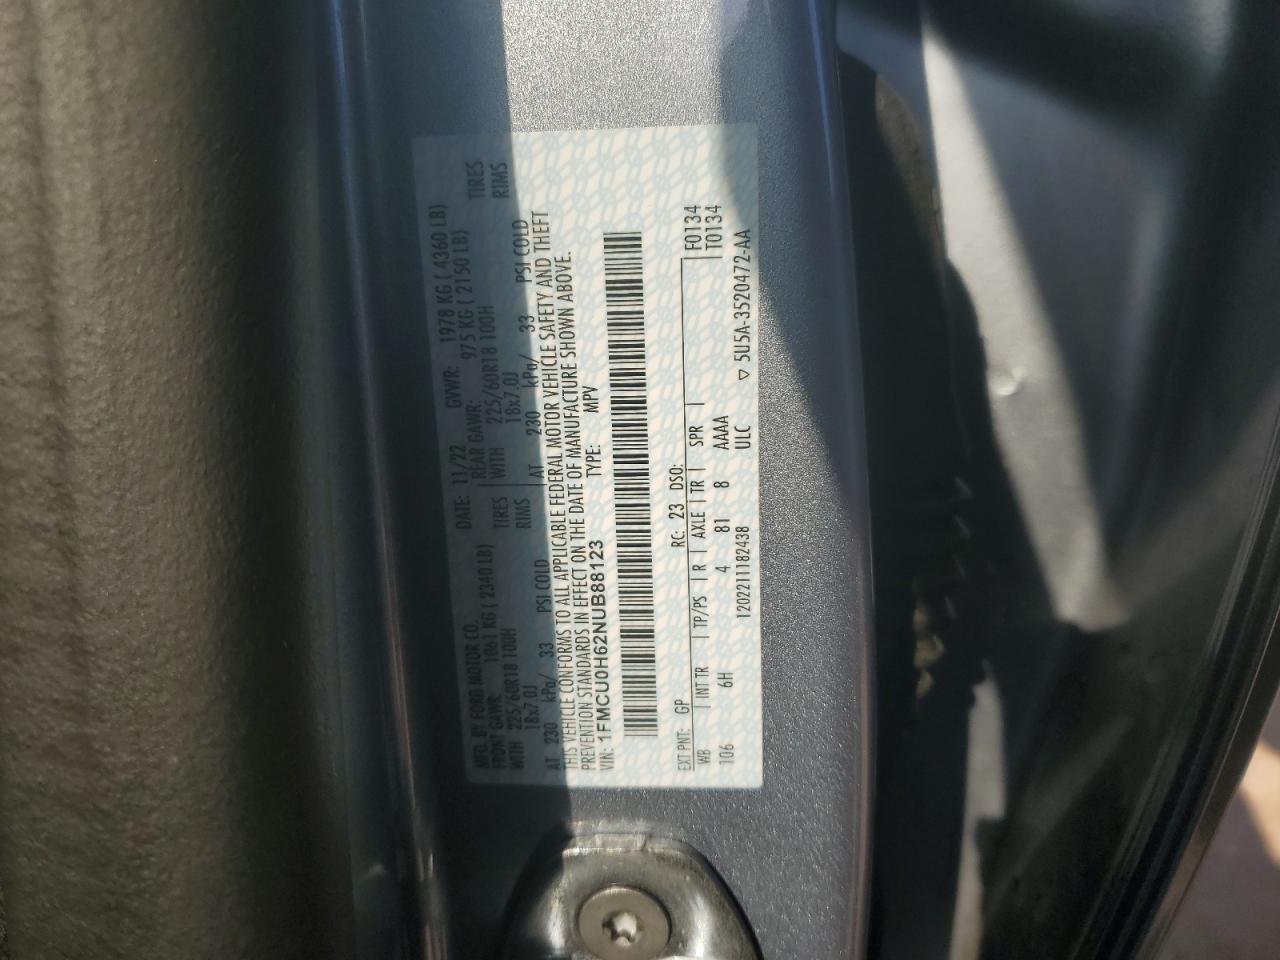 MFD. BY FORD MOTOR CO. DATE: 11/22 GVWR: 1978 KG ( 4360 LB)
FRONT GAWR: 1061 KG ( 2340 LB) REAR GAWR: 975 KG ( 2150 LB)
WITH 225/60R18 100H TIRES WITH 225/60R18 100H TIRES
18x7.0J RIMS 18x7.0J RIMS
AT 230 kPa/ 33 PSI COLD AT 230 kPa/ 33 PSI COLD
THIS VEHICLE CONFORMS TO ALL APPLICABLE FEDERAL MOTOR VEHICLE SAFETY AND THEFT
PREVENTION STANDARDS IN EFFECT ON THE DATE OF MANUFACTURE SHOWN ABOVE.
VIN: 1FMCU0H62NUB88123 TYPE: MPV
EXT PNT: GP RC: 23 DSO: F0134
WB INT TR TP/PS R AXLE TR SPR T0134
106 6H 4 81 8 AAAA
1202211182438 ULC ▽ 5U5A-3520472-AA